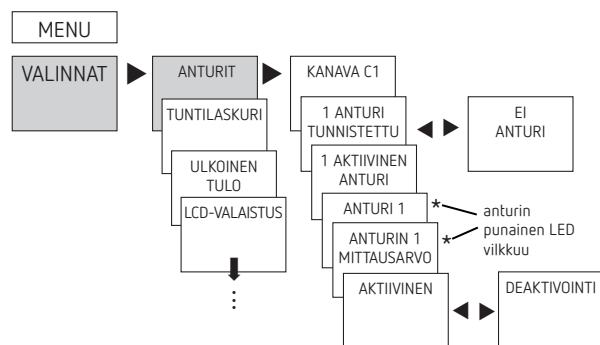 MENU
VALINNAT
ANTURIT
TUNTILASKURI
ULKOINEN
TULO
LCD-VALAISTUS
KANAVA C1
1 ANTURI
TUNNISTETTU
EI
ANTURI
1 AKTIIVINEN
ANTURI
ANTURI 1
*
ANTURIN 1
MITTAUSARVO
*
anturin
punainen LED
vilkkuu
AKTIIVINEN
DEAKTIVOINTI